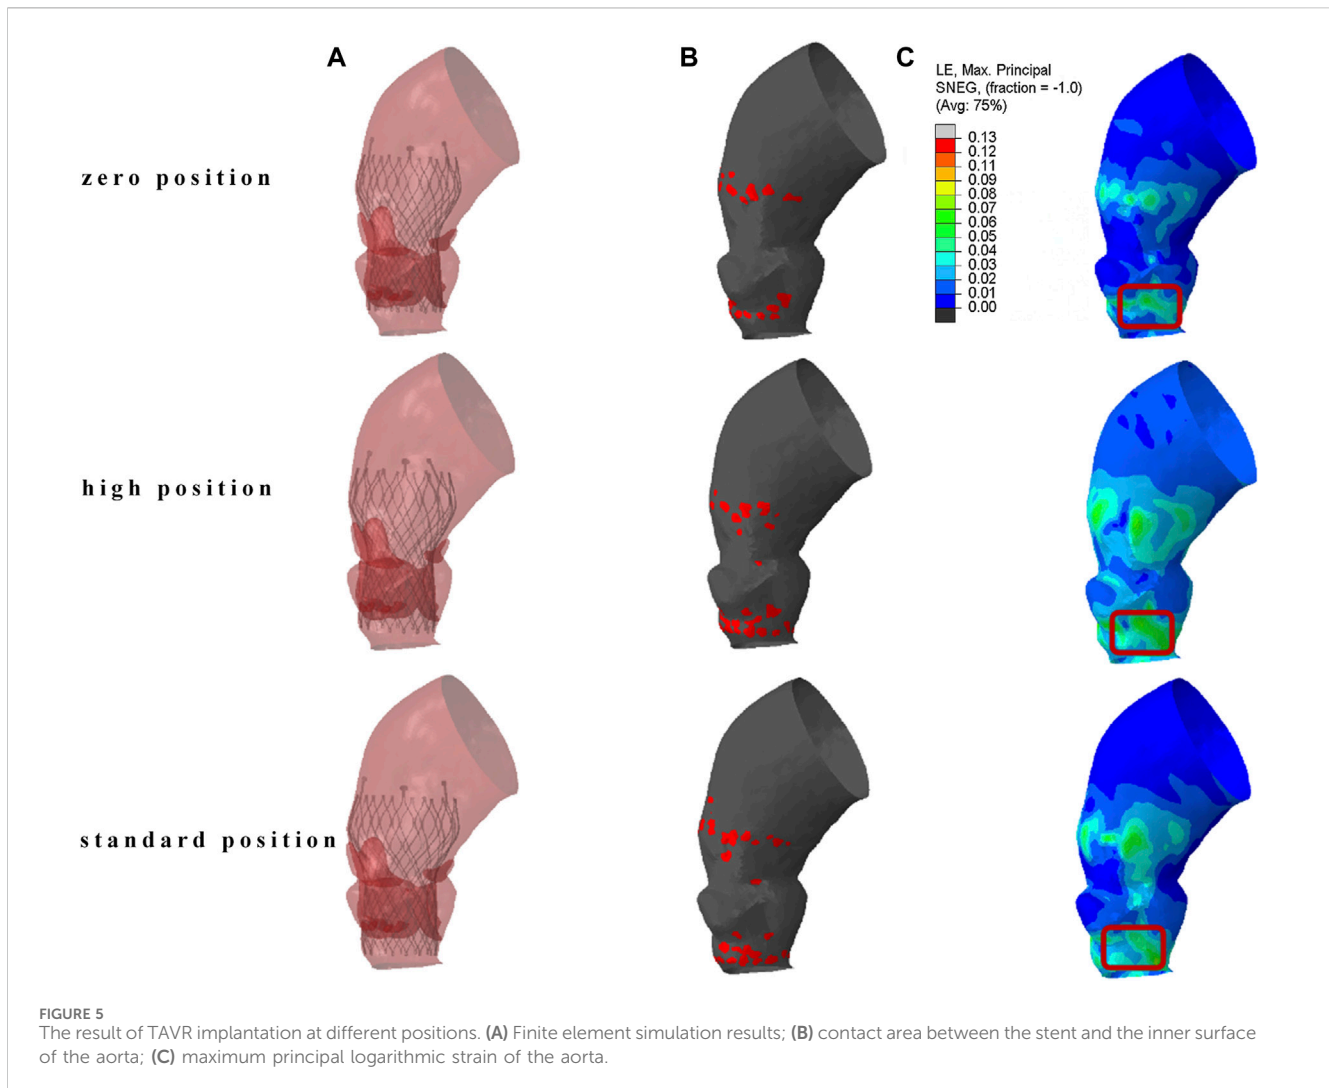 A
B
C
LE, Max. Principal
SNEG, (fraction = -1.0)
(Avg: 75%)
0.13
0.12
0.11
0.09
0.08
0.07
0.06
0.05
0.04
0.03
0.02
0.01
0.00
zero position
high position
standard position
FIGURE 5
The result of TAVR implantation at different positions. (A) Finite element simulation results; (B) contact area between the stent and the inner surface
of the aorta; (C) maximum principal logarithmic strain of the aorta.